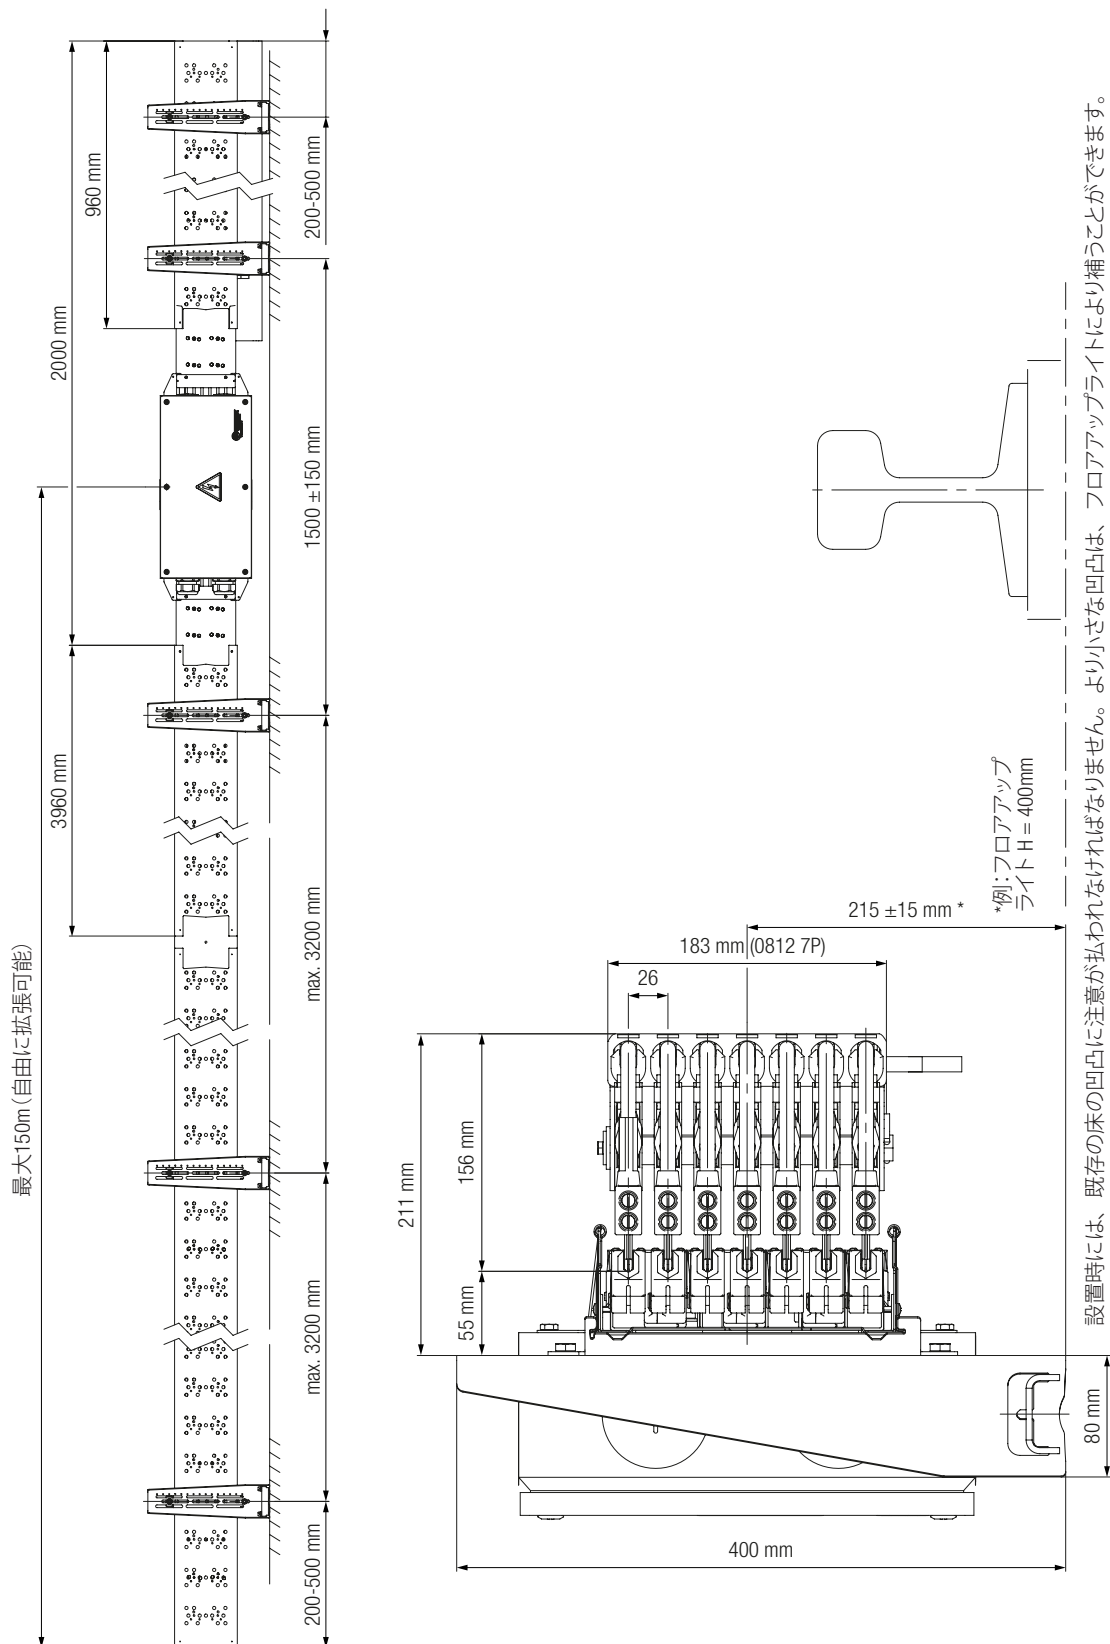 960 mm
2000 mm
200-500 mm
1500 ±150 mm
3960 mm
max. 3200 mm
最大150m（自由に拡張可能）
max. 3200 mm
200-500 mm
215 ±15 mm *
183 mm (0812 7P)
26
156 mm
211 mm
55 mm
80 mm
400 mm
*例：フロアアップ
ライト H = 400mm
設置時には、既存の床の凹凸に注意が払われなければなりません。より小さな凹凸は、フロアアップライトにより補うことができます。